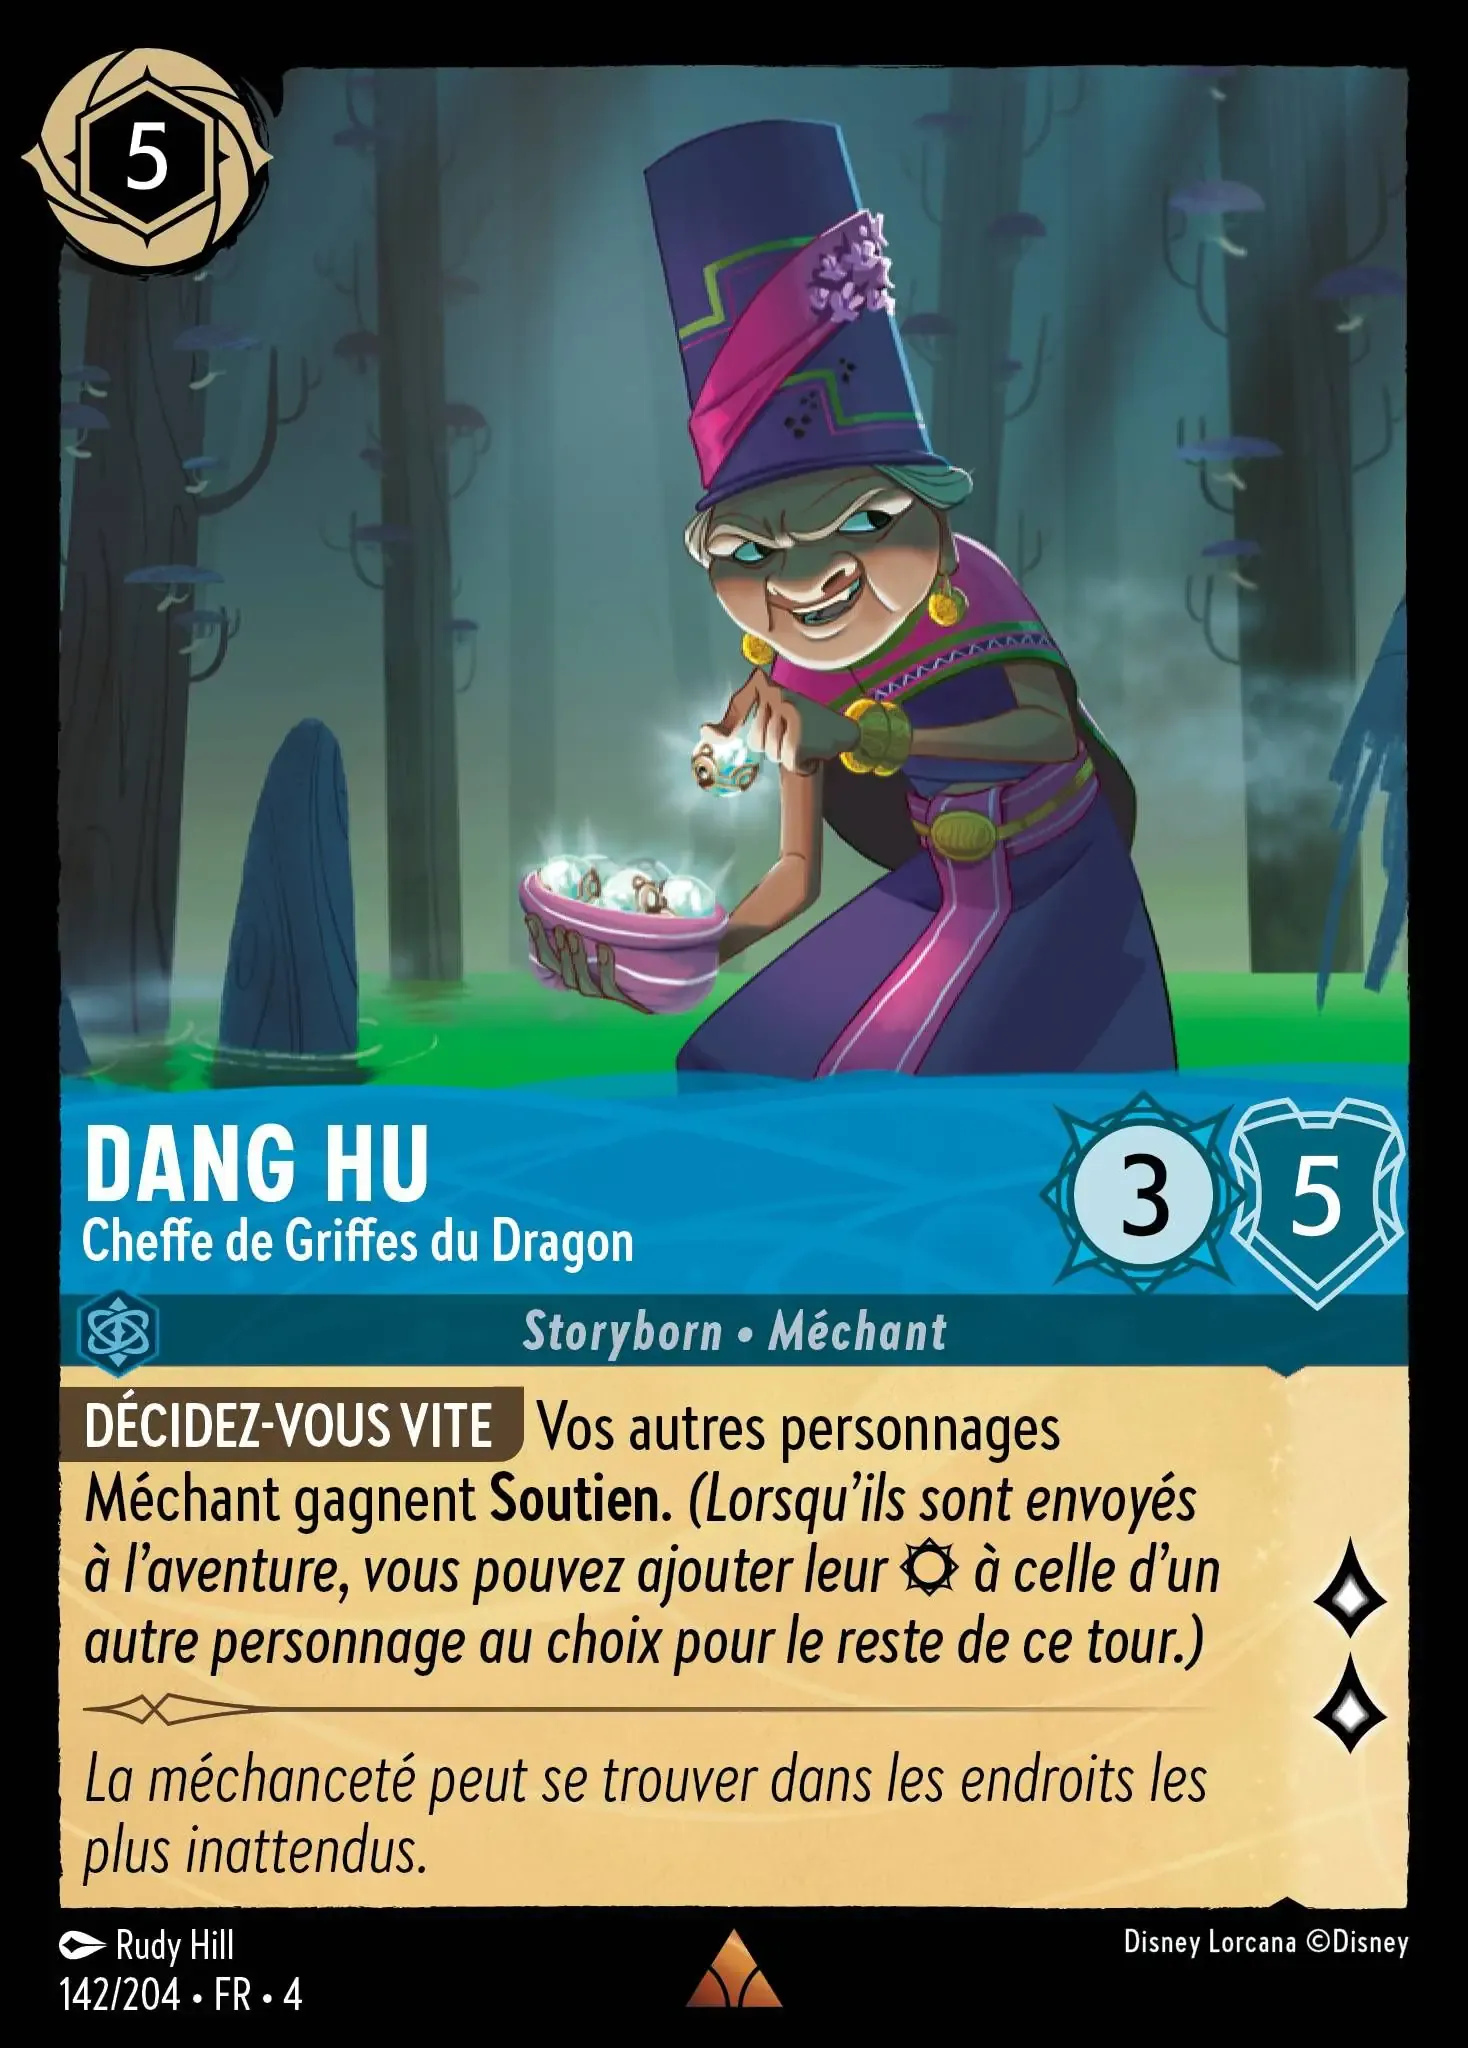 5
DANG HU
Cheffe de Griffes du Dragon
3
5
Storyborn • Méchant
DÉCIDEZ-VOUS VITE Vos autres personnages
Méchant gagnent Soutien. (Lorsqu'ils sont envoyés
à l'aventure, vous pouvez ajouter leur à celle d'un
autre personnage au choix pour le reste de ce tour.)
La méchanceté peut se trouver dans les endroits les
plus inattendus.
Rudy Hill
Disney Lorcana ©Disney
142/204 • FR • 4